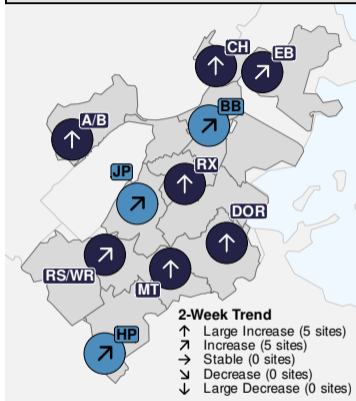 CH
EB
BB
A/B
JP
RX
DOR
RS/WR
MT
HP
2-Week Trend
↑ Large Increase (5 sites)
↗ Increase (5 sites)
→ Stable (0 sites)
↘ Decrease (0 sites)
↓ Large Decrease (0 sites)